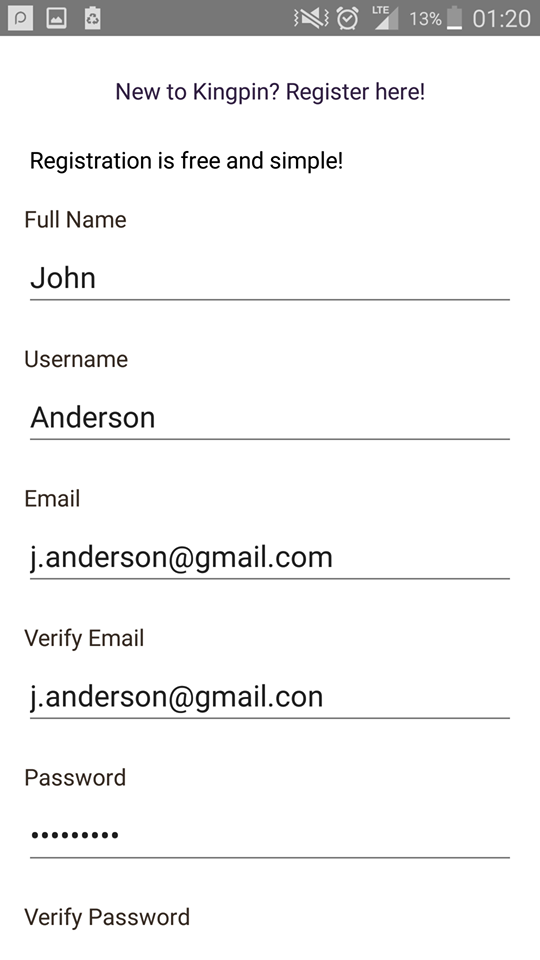 LTE 13% 01:20
New to Kingpin? Register here!
Registration is free and simple!
Full Name
John
Username
Anderson
Email
j.anderson@gmail.com
Verify Email
j.anderson@gmail.con
Password
•••••••••
Verify Password